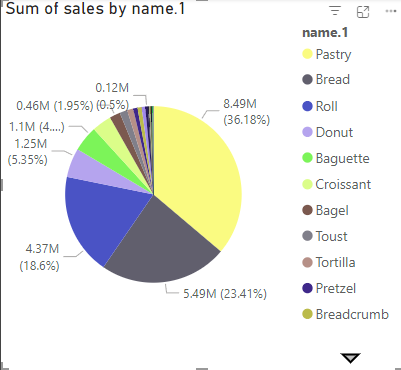 Sum of sales by name.1
name.1
Pastry
Bread
Roll
Donut
Baguette
Croissant
Bagel
Toust
Tortilla
Pretzel
Breadcrumb
0.12M
(0.5%)
0.46M (1.95%)
1.1M (4....)
1.25M
(5.35%)
4.37M
(18.6%)
5.49M (23.41%)
8.49M
(36.18%)